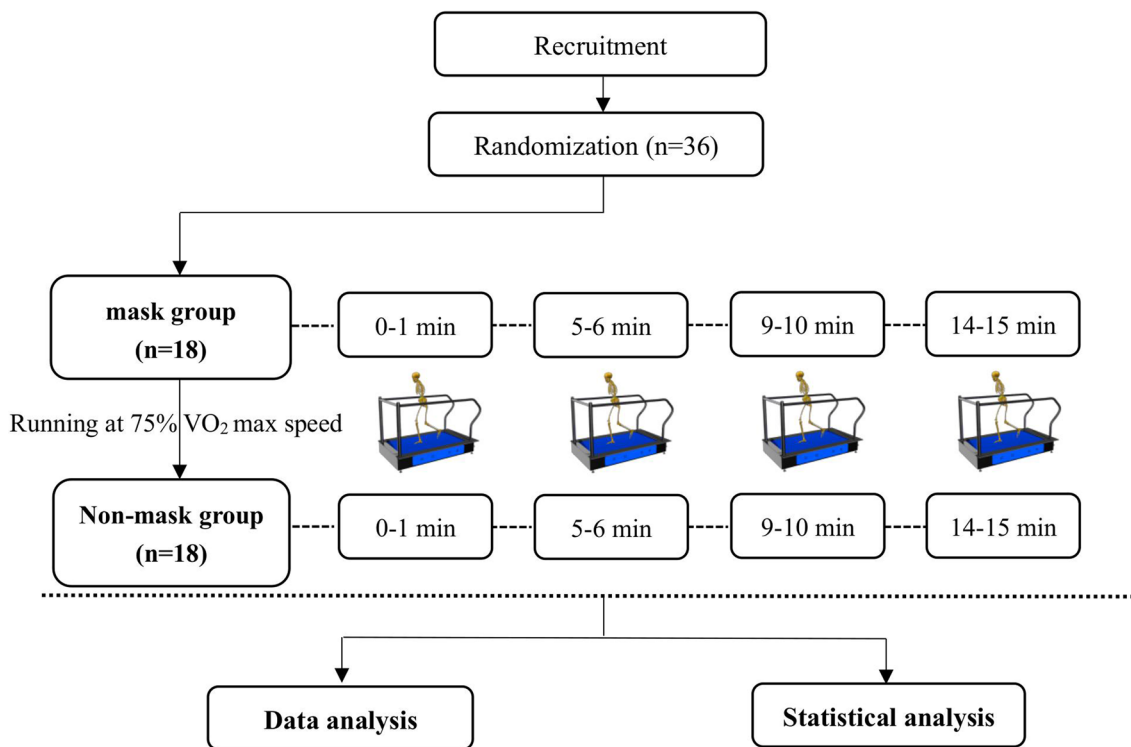 Recruitment
Randomization (n=36)
mask group
(n=18)
0-1 min
5-6 min
9-10 min
14-15 min
Running at 75% VO₂ max speed
Non-mask group
(n=18)
0-1 min
5-6 min
9-10 min
14-15 min
Data analysis
Statistical analysis